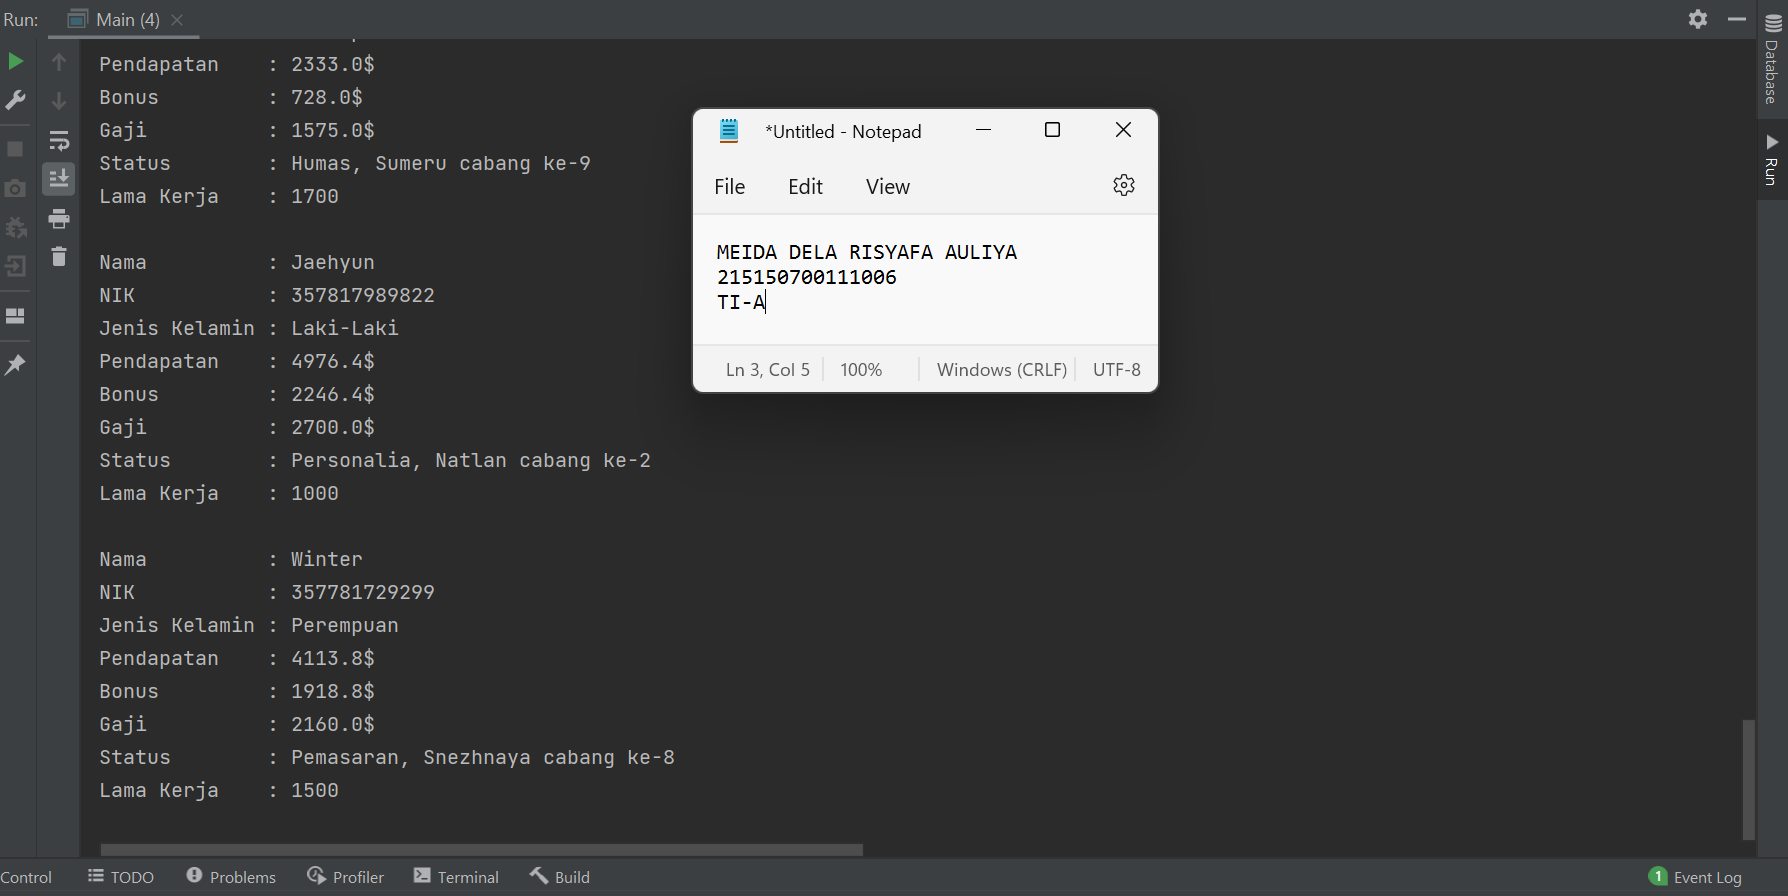 Run: Main (4)
Pendapatan : 2333.0$
Bonus : 728.0$
Gaji : 1575.0$
Status : Humas, Sumeru cabang ke-9
Lama Kerja : 1700
Nama : Jaehyun
NIK : 357817989822
Jenis Kelamin : Laki-Laki
Pendapatan : 4976.4$
Bonus : 2246.4$
Gaji : 2700.0$
Status : Personalia, Natlan cabang ke-2
Lama Kerja : 1000
Nama : Winter
NIK : 357781729299
Jenis Kelamin : Perempuan
Pendapatan : 4113.8$
Bonus : 1918.8$
Gaji : 2160.0$
Status : Pemasaran, Snezhnaya cabang ke-8
Lama Kerja : 1500
*Untitled - Notepad
File Edit View
MEIDA DELA RISYAFA AULIYA
215150700111006
TI-A
Ln 3, Col 5 100% Windows (CRLF) UTF-8
Database
Run
Control TODO Problems Profiler Terminal Build 1 Event Log